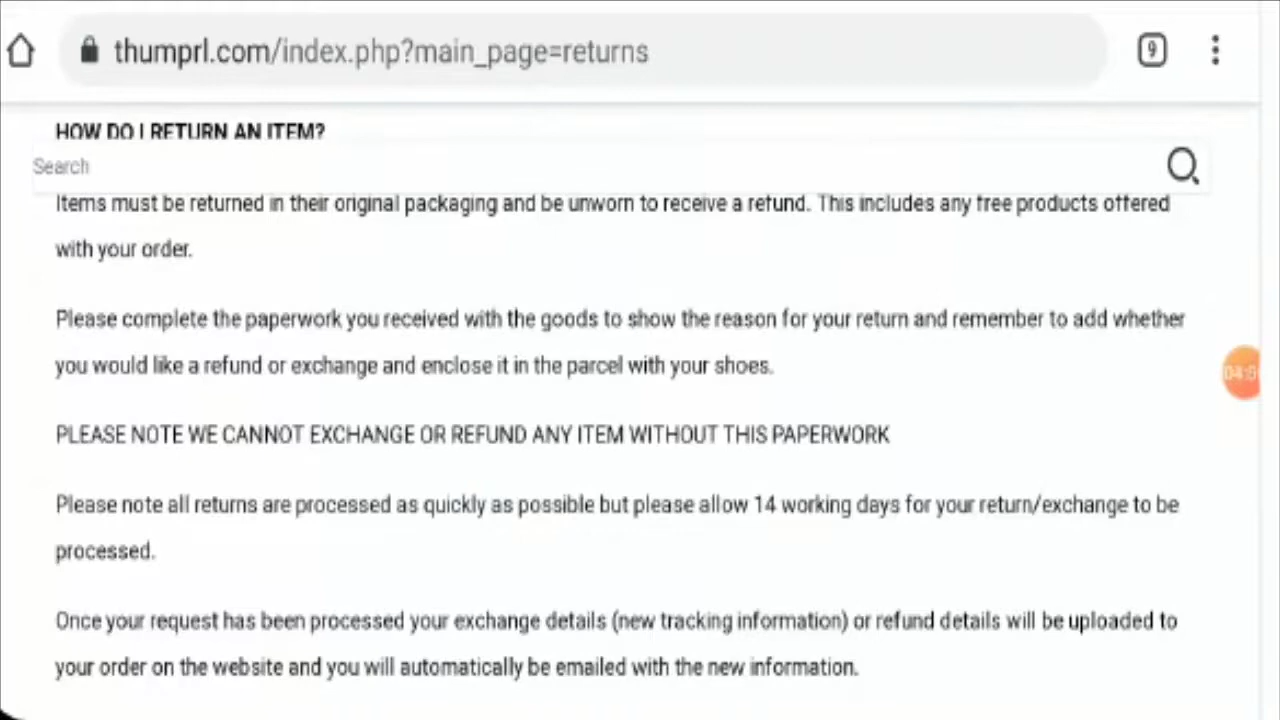 thumprl.com/index.php?main_page=returns
9
HOW DO I RETURN AN ITEM?
Search
Items must be returned in their original packaging and be unworn to receive a refund. This includes any free products offered
with your order.
Please complete the paperwork you received with the goods to show the reason for your return and remember to add whether
you would like a refund or exchange and enclose it in the parcel with your shoes.
04:5
PLEASE NOTE WE CANNOT EXCHANGE OR REFUND ANY ITEM WITHOUT THIS PAPERWORK
Please note all returns are processed as quickly as possible but please allow 14 working days for your return/exchange to be
processed.
Once your request has been processed your exchange details (new tracking information) or refund details will be uploaded to
your order on the website and you will automatically be emailed with the new information.